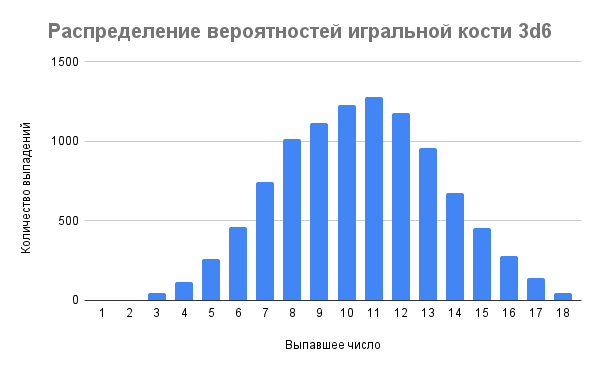 Распределение вероятностей игральной кости 3d6
1500
1000
500
0
Количество выпадений
1 2 3 4 5 6 7 8 9 10 11 12 13 14 15 16 17 18
Выпавшее число